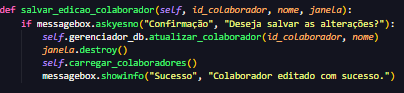 def salvar_edicao_colaborador(self, id_colaborador, nome, janela):
if messagebox.askyesno("Confirmação", "Deseja salvar as alterações?"):
self.gerenciador_db.atualizar_colaborador(id_colaborador, nome)
janela.destroy()
self.carregar_colaboradores()
messagebox.showinfo("Sucesso", "Colaborador editado com sucesso.")